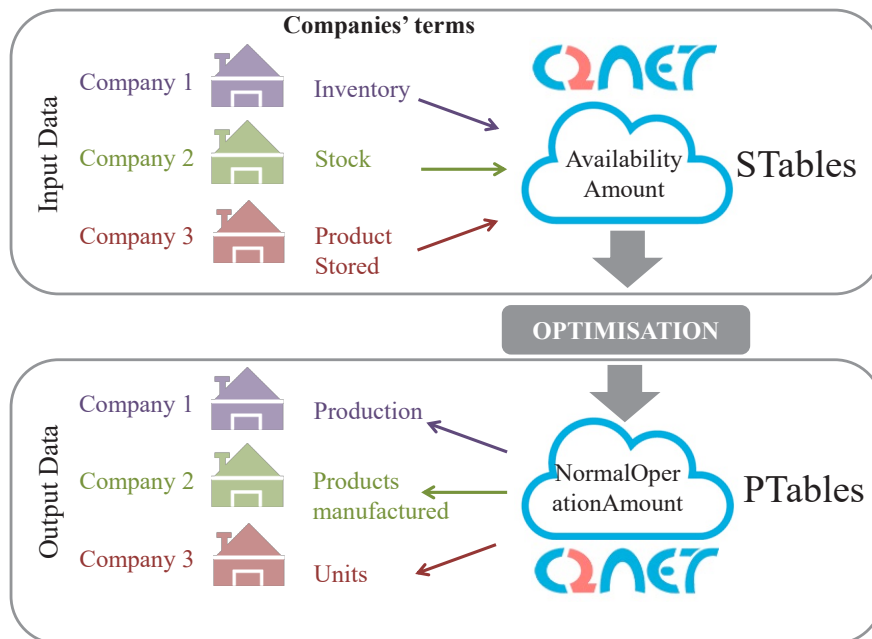 Companies' terms
Input Data
Company 1
Inventory
Company 2
Stock
Company 3
Product
Stored
C2NET
Availability
Amount
STables
OPTIMISATION
Output Data
Company 1
Production
Company 2
Products
manufactured
Company 3
Units
NormalOper
ationAmount
PTables
C2NET